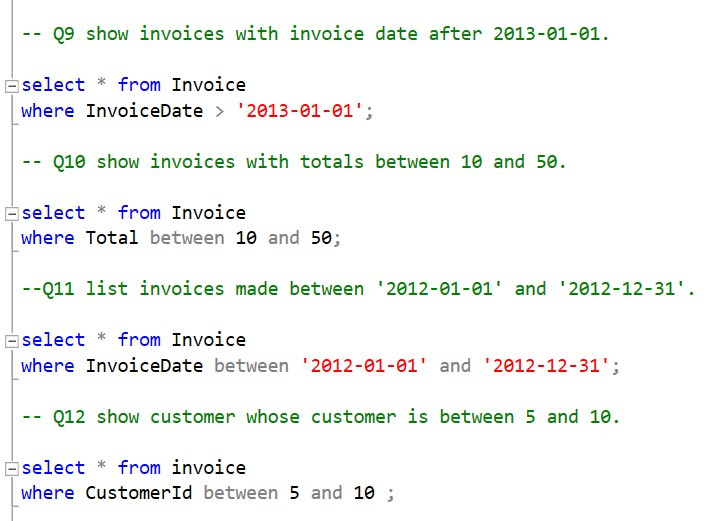 -- Q9 show invoices with invoice date after 2013-01-01.
select * from Invoice
where InvoiceDate > '2013-01-01';
-- Q10 show invoices with totals between 10 and 50.
select * from Invoice
where Total between 10 and 50;
--Q11 list invoices made between '2012-01-01' and '2012-12-31'.
select * from Invoice
where InvoiceDate between '2012-01-01' and '2012-12-31';
-- Q12 show customer whose customer is between 5 and 10.
select * from invoice
where CustomerId between 5 and 10 ;